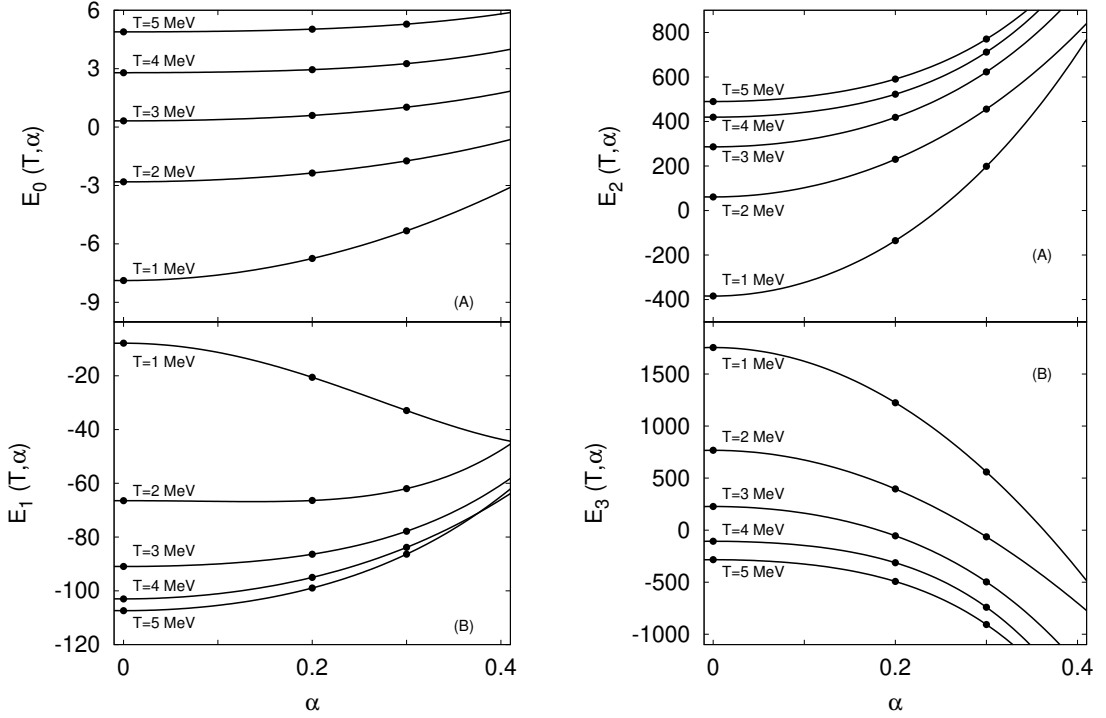 6
3
0
-3
-6
-9
E0 (T,α)
T=5 MeV
T=4 MeV
T=3 MeV
T=2 MeV
T=1 MeV
(A)
-20
-40
-60
-80
-100
-120
E1 (T,α)
T=1 MeV
T=2 MeV
T=3 MeV
T=4 MeV
T=5 MeV
(B)
0
0.2
0.4
α
800
600
400
200
0
-200
-400
E2 (T,α)
T=5 MeV
T=4 MeV
T=3 MeV
T=2 MeV
T=1 MeV
(A)
1500
1000
500
0
-500
-1000
E3 (T,α)
T=1 MeV
T=2 MeV
T=3 MeV
T=4 MeV
T=5 MeV
(B)
0
0.2
0.4
α